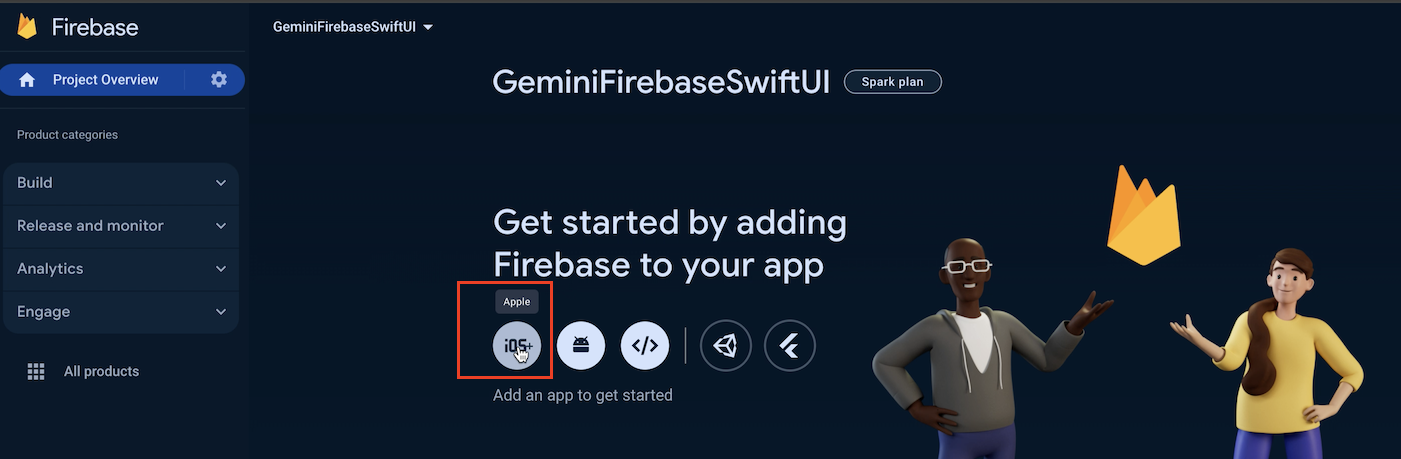 Firebase
GeminiFirebaseSwiftUI
Project Overview
GeminiFirebaseSwiftUI
Spark plan
Product categories
Build
Release and monitor
Analytics
Engage
All products
Get started by adding
Firebase to your app
Apple
iOS+
</>
Add an app to get started